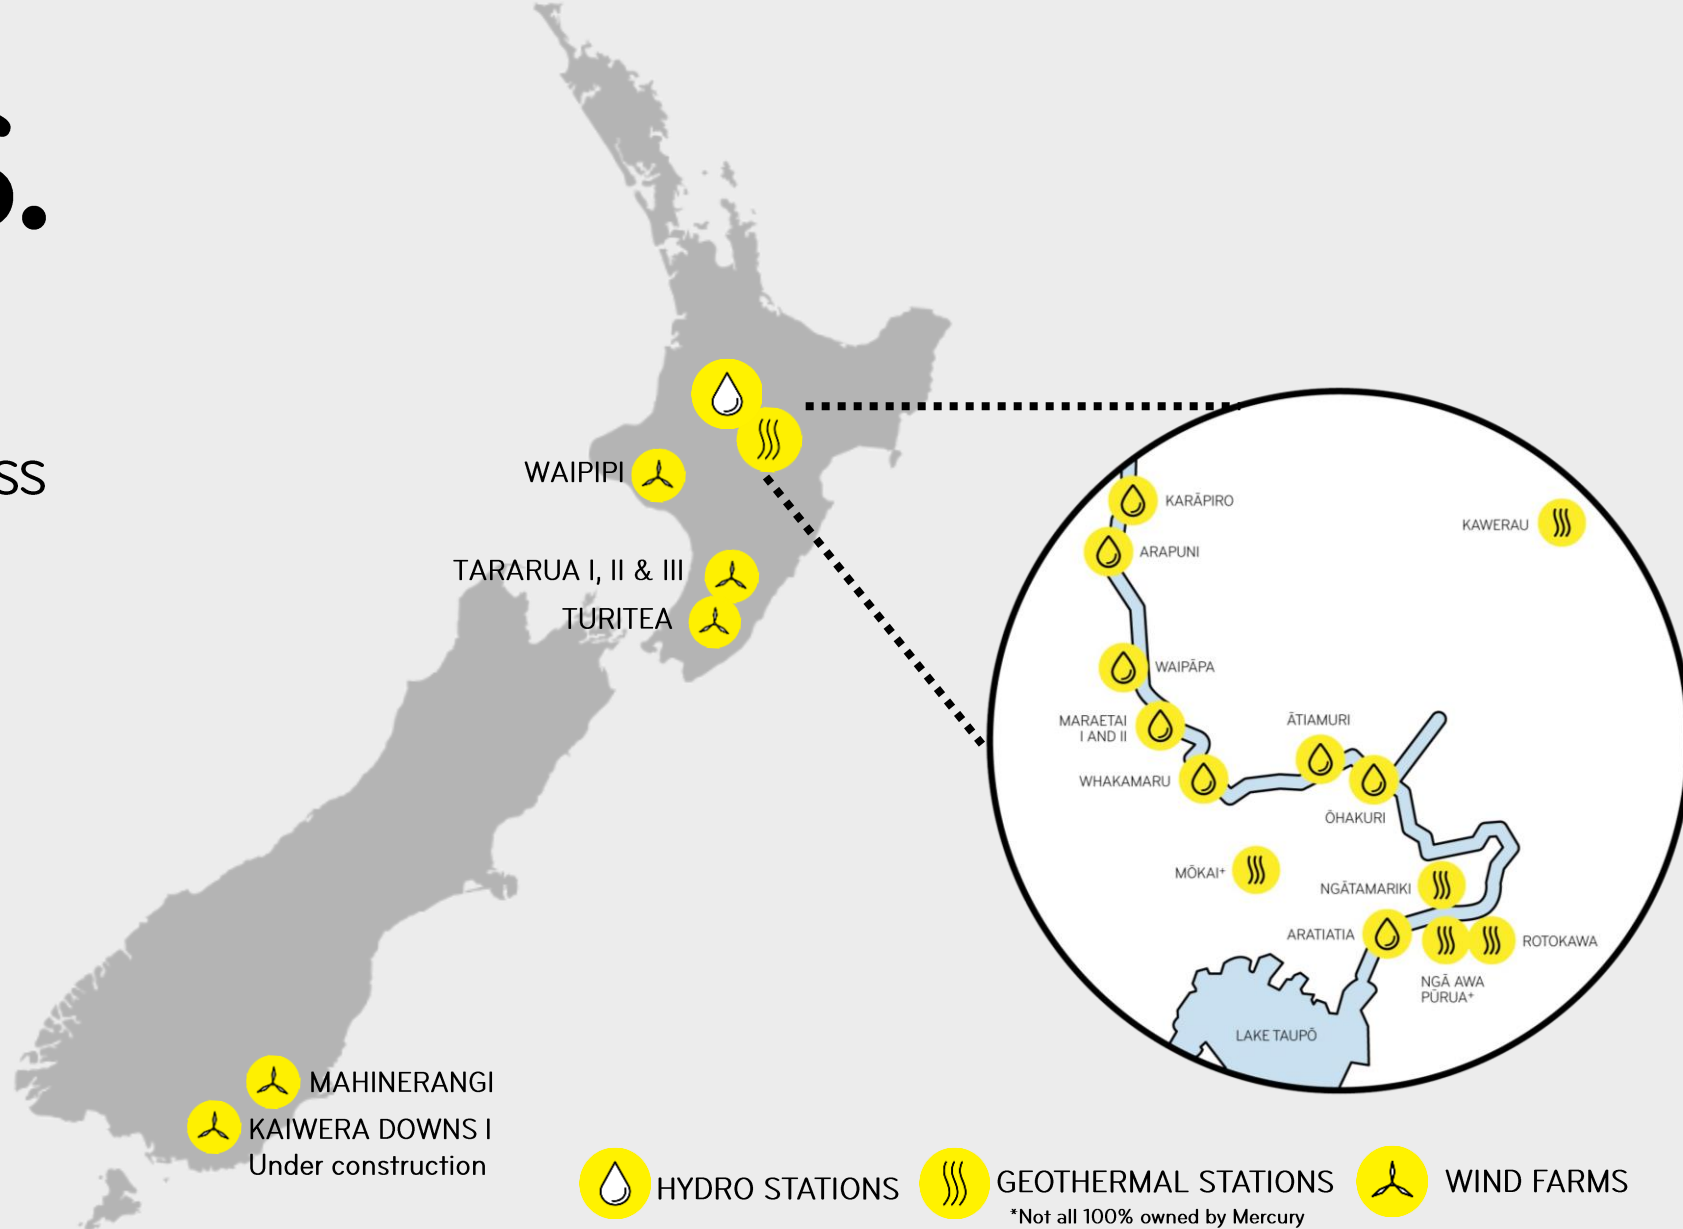 S.
SS
WAIPIPI
TARARUA I, II & III
TURITEA
MAHINERANGI
KAIWERA DOWNS I
Under construction
KARĀPIRO
KAWERAU
ARAPUNI
WAIPĀPA
MARAETAI
I AND II
ĀTIAMURI
WHAKAMARU
ŌHAKURI
MŌKAI⁺
NGĀTAMARIKI
ARATIATIA
ROTOKAWA
NGĀ AWA
PŪRUA⁺
LAKE TAUPŌ
HYDRO STATIONS
GEOTHERMAL STATIONS
*Not all 100% owned by Mercury
WIND FARMS